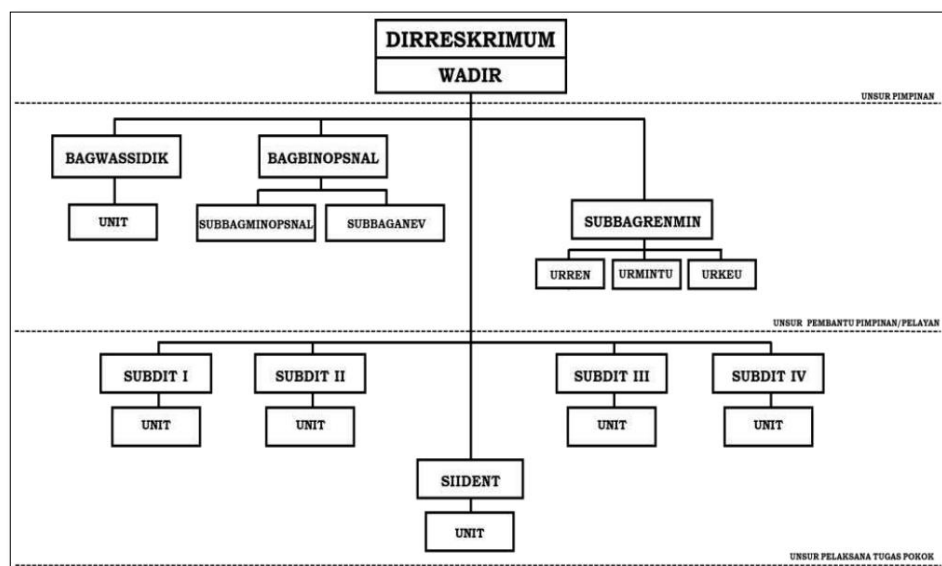 DIRRESKRIMUM
WADIR
UNSUR PIMPINAN
BAGWASSIDIK
BAGBINOPSNAL
UNIT
SUBBAGMINOPSNAL
SUBBAGANEV
SUBBAGRENMIN
URREN
URMINTU
URKEU
UNSUR PEMBANTU PIMPINAN/PELAYAN
SUBDIT I
SUBDIT II
SUBDIT III
SUBDIT IV
UNIT
UNIT
UNIT
UNIT
SIIDENT
UNIT
UNSUR PELAKSANA TUGAS POKOK